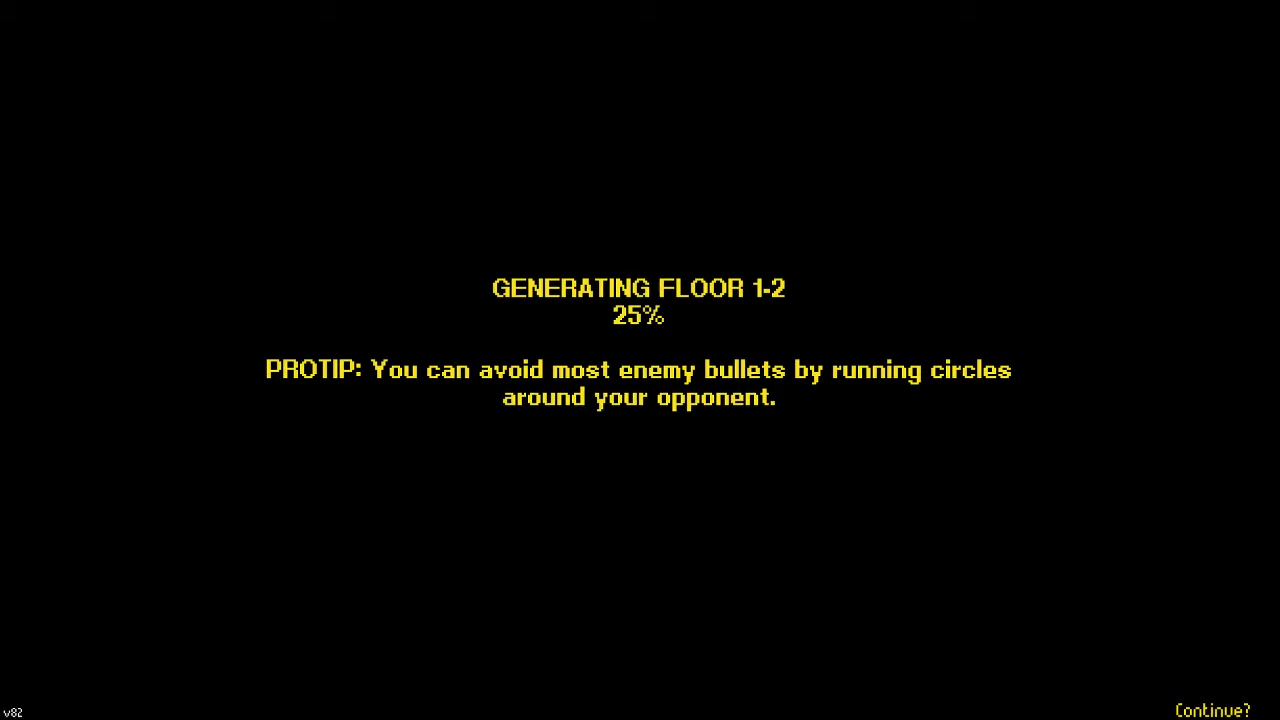 GENERATING FLOOR 1-2
25%
PROTIP: You can avoid most enemy bullets by running circles
around your opponent.
v82
Continue?